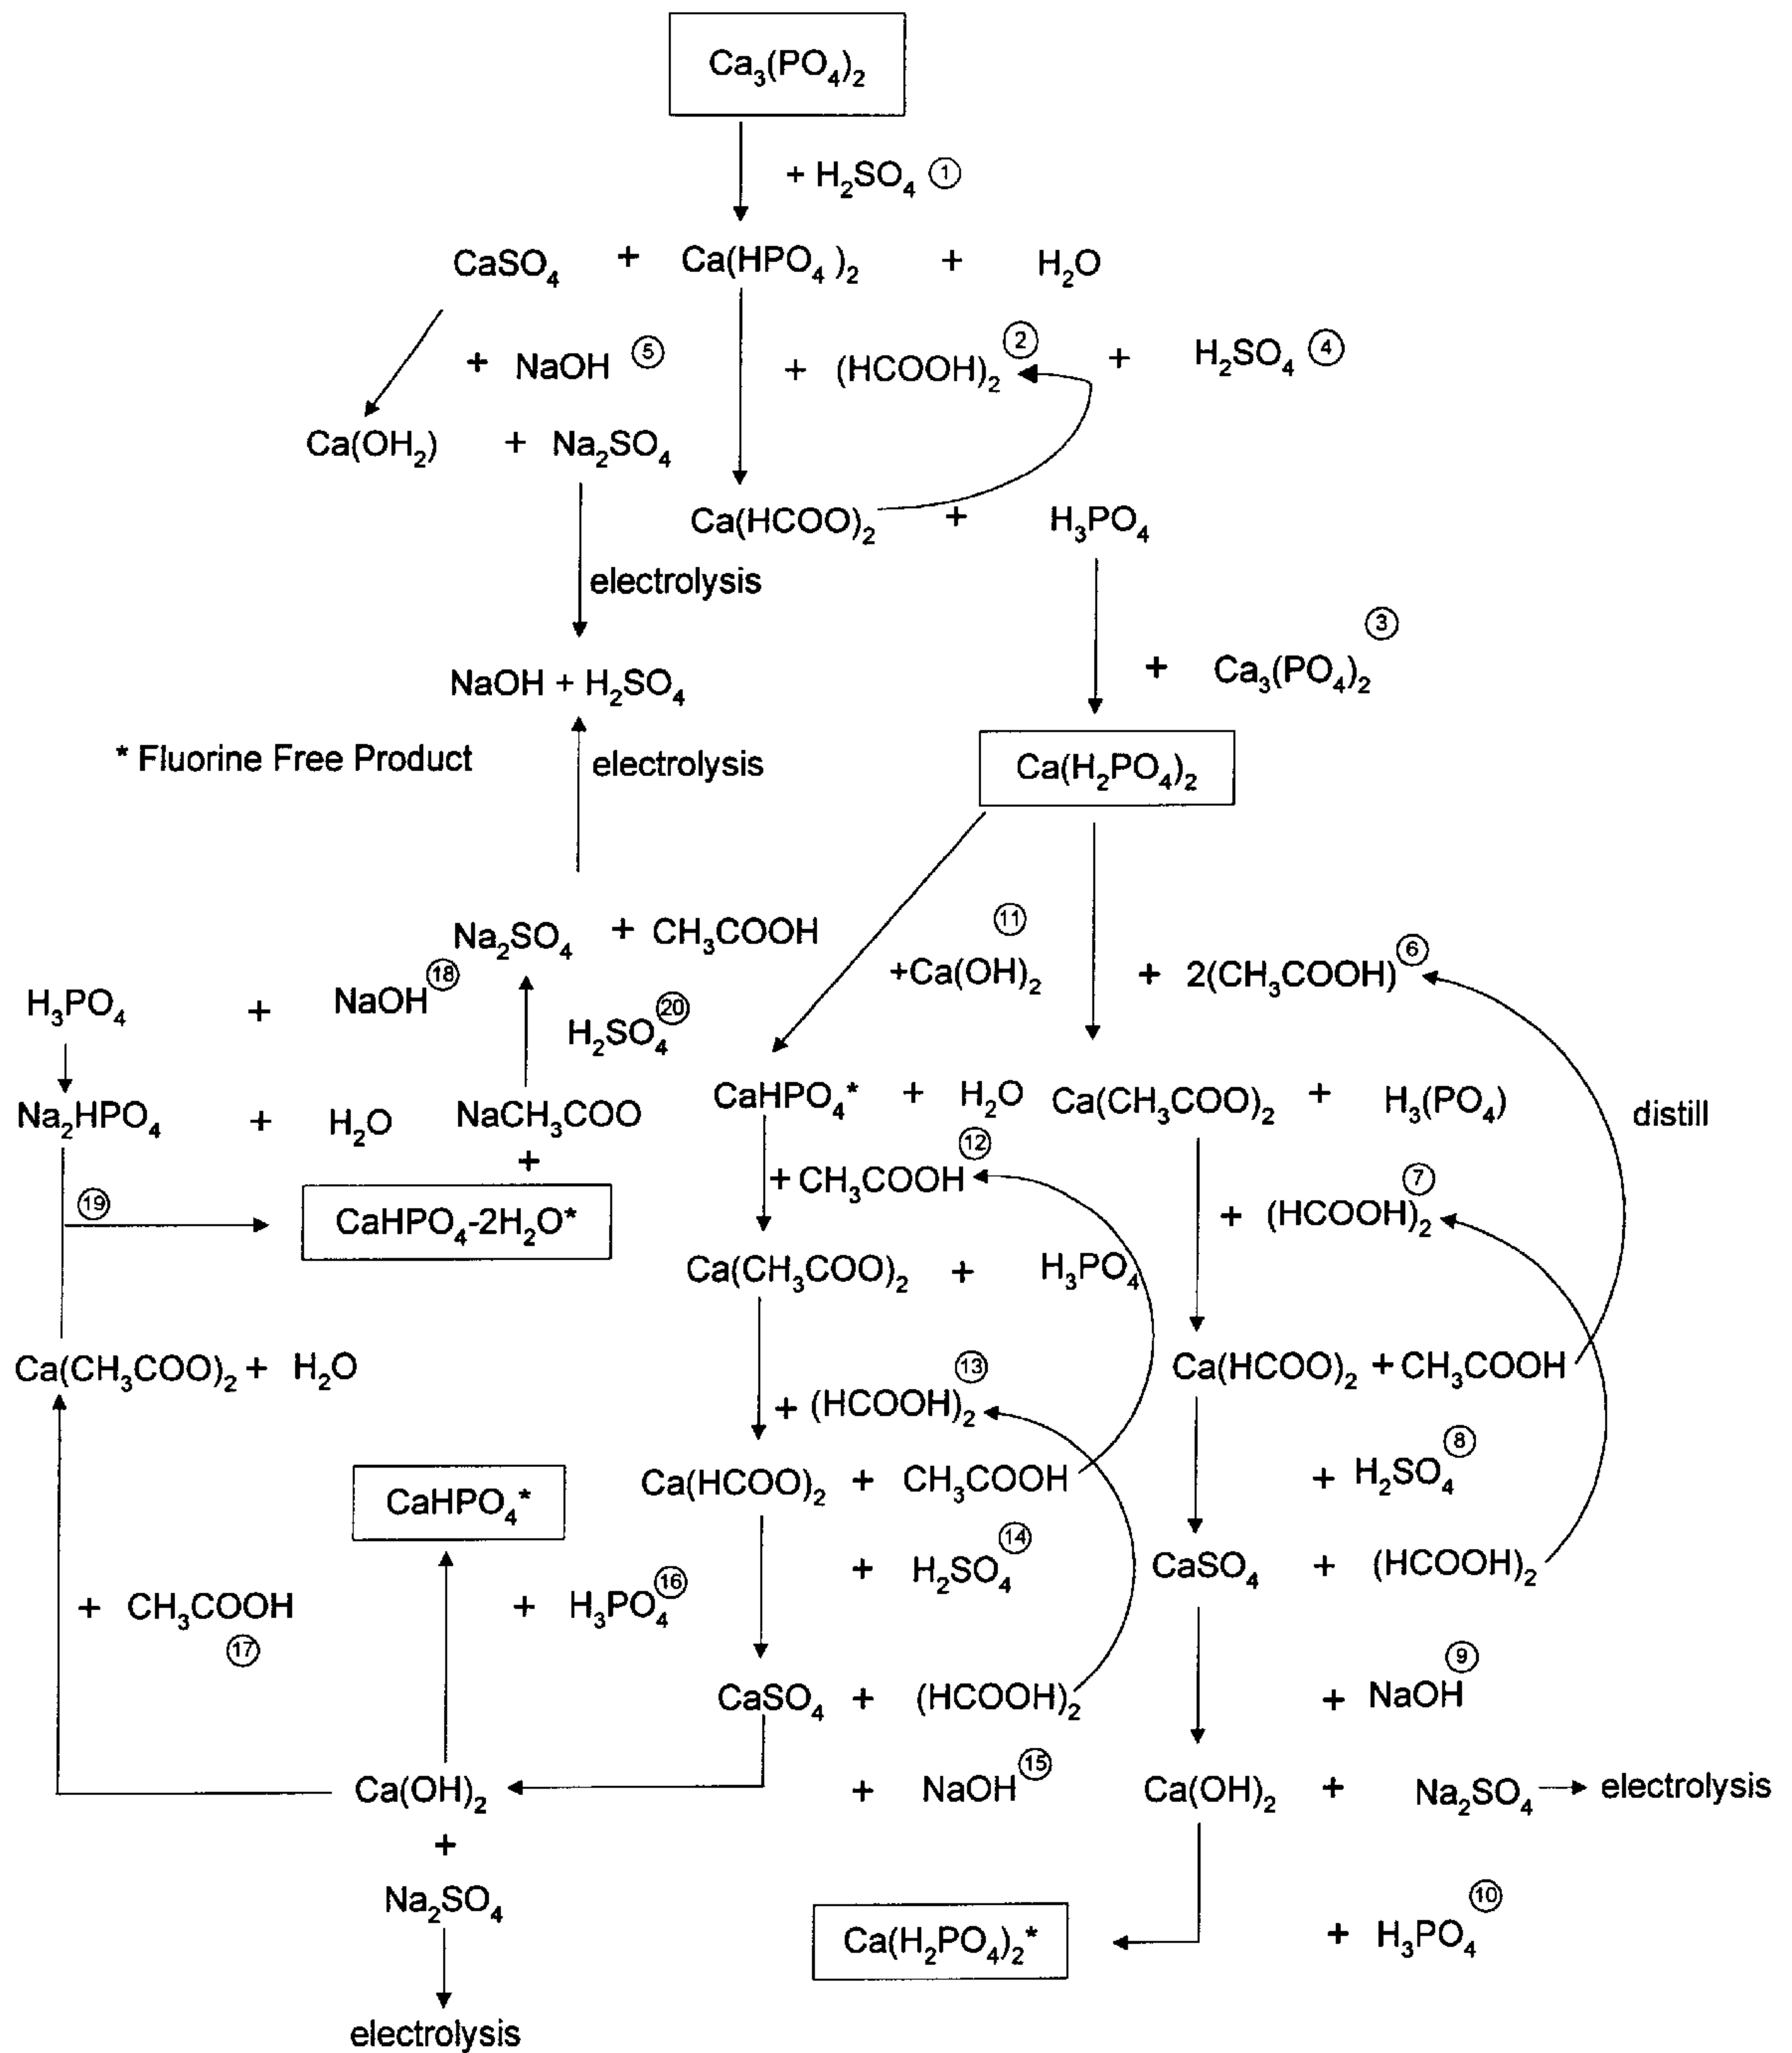 Ca₃(PO₄)₂
+ H₂SO₄ ①
CaSO₄ + Ca(HPO₄)₂ + H₂O
+ NaOH ⑤ + (HCOOH)₂ ② + H₂SO₄ ④
Ca(OH₂) + Na₂SO₄
Ca(HCOO)₂ + H₃PO₄
electrolysis
+ Ca₃(PO₄)₂ ③
NaOH + H₂SO₄
* Fluorine Free Product
electrolysis
Ca(H₂PO₄)₂
Na₂SO₄ + CH₃COOH
⑪
+Ca(OH)₂ + 2(CH₃COOH) ⑥
H₃PO₄ + NaOH ⑱
H₂SO₄ ⑳
Na₂HPO₄ + H₂O NaCH₃COO
CaHPO₄* + H₂O Ca(CH₃COO)₂ + H₃(PO₄)
distill
+
+ CH₃COOH ⑫
⑲ CaHPO₄-2H₂O* + (HCOOH)₂ ⑦
Ca(CH₃COO)₂ + H₃PO₄
Ca(CH₃COO)₂ + H₂O
Ca(HCOO)₂ + CH₃COOH
+ (HCOOH)₂ ⑬
Ca(HCOO)₂ + CH₃COOH + H₂SO₄ ⑧
CaHPO₄*
+ H₂SO₄ ⑭ CaSO₄ + (HCOOH)₂
+ CH₃COOH + H₃PO₄ ⑯
⑰
CaSO₄ + (HCOOH)₂ + NaOH ⑨
Ca(OH)₂ + NaOH ⑮ Ca(OH)₂ + Na₂SO₄ electrolysis
+
Na₂SO₄
Ca(H₂PO₄)₂* + H₃PO₄ ⑩
electrolysis